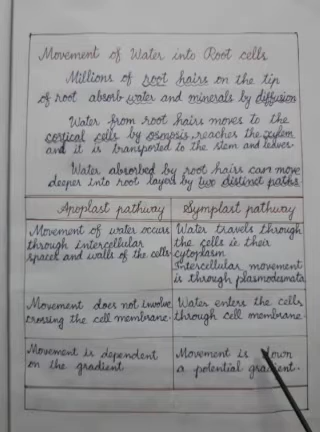 Movement of Water into Root cells
Millions of root hairs on the tip
of root absorb water and minerals by diffusion
Water from root hairs moves to the
cortical cells by osmosis, reaches the xylem
and it is transported to the stem and leaves.
Water absorbed by root hairs can move
deeper into root layers by two distinct paths
Apoplast pathway
Movement of water occurs
through intercellular
spaces and walls of the cells
Movement does not involve
crossing the cell membrane.
Movement is dependent
on the gradient
Symplast pathway
Water travels through
the cells ie their
cytoplasm
Intercellular movement
is through plasmodesmata
Water enters the cells
through cell membrane.
Movement is down
a potential gradient.